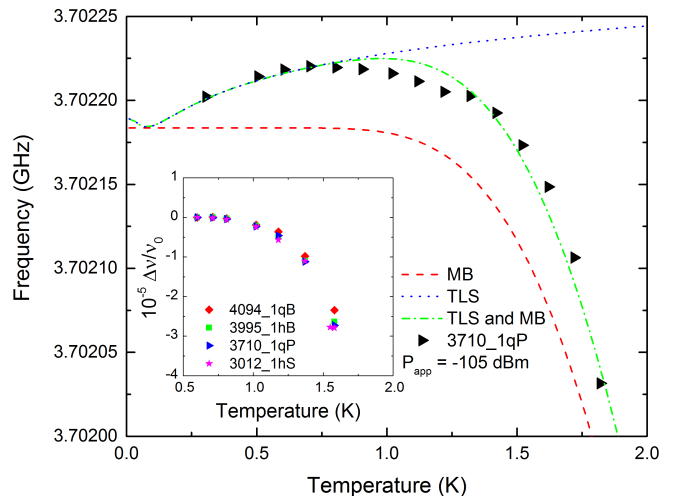 3.70225
3.70220
3.70215
3.70210
3.70205
3.70200
Frequency (GHz)
0.0 0.5 1.0 1.5 2.0
Temperature (K)
1
0
-1
-2
-3
-4
10⁻⁵ Δν/ν₀
0.5 1.0 1.5 2.0
Temperature (K)
4094_1qB
3995_1hB
3710_1qP
3012_1hS
MB
TLS
TLS and MB
3710_1qP
P_app = -105 dBm